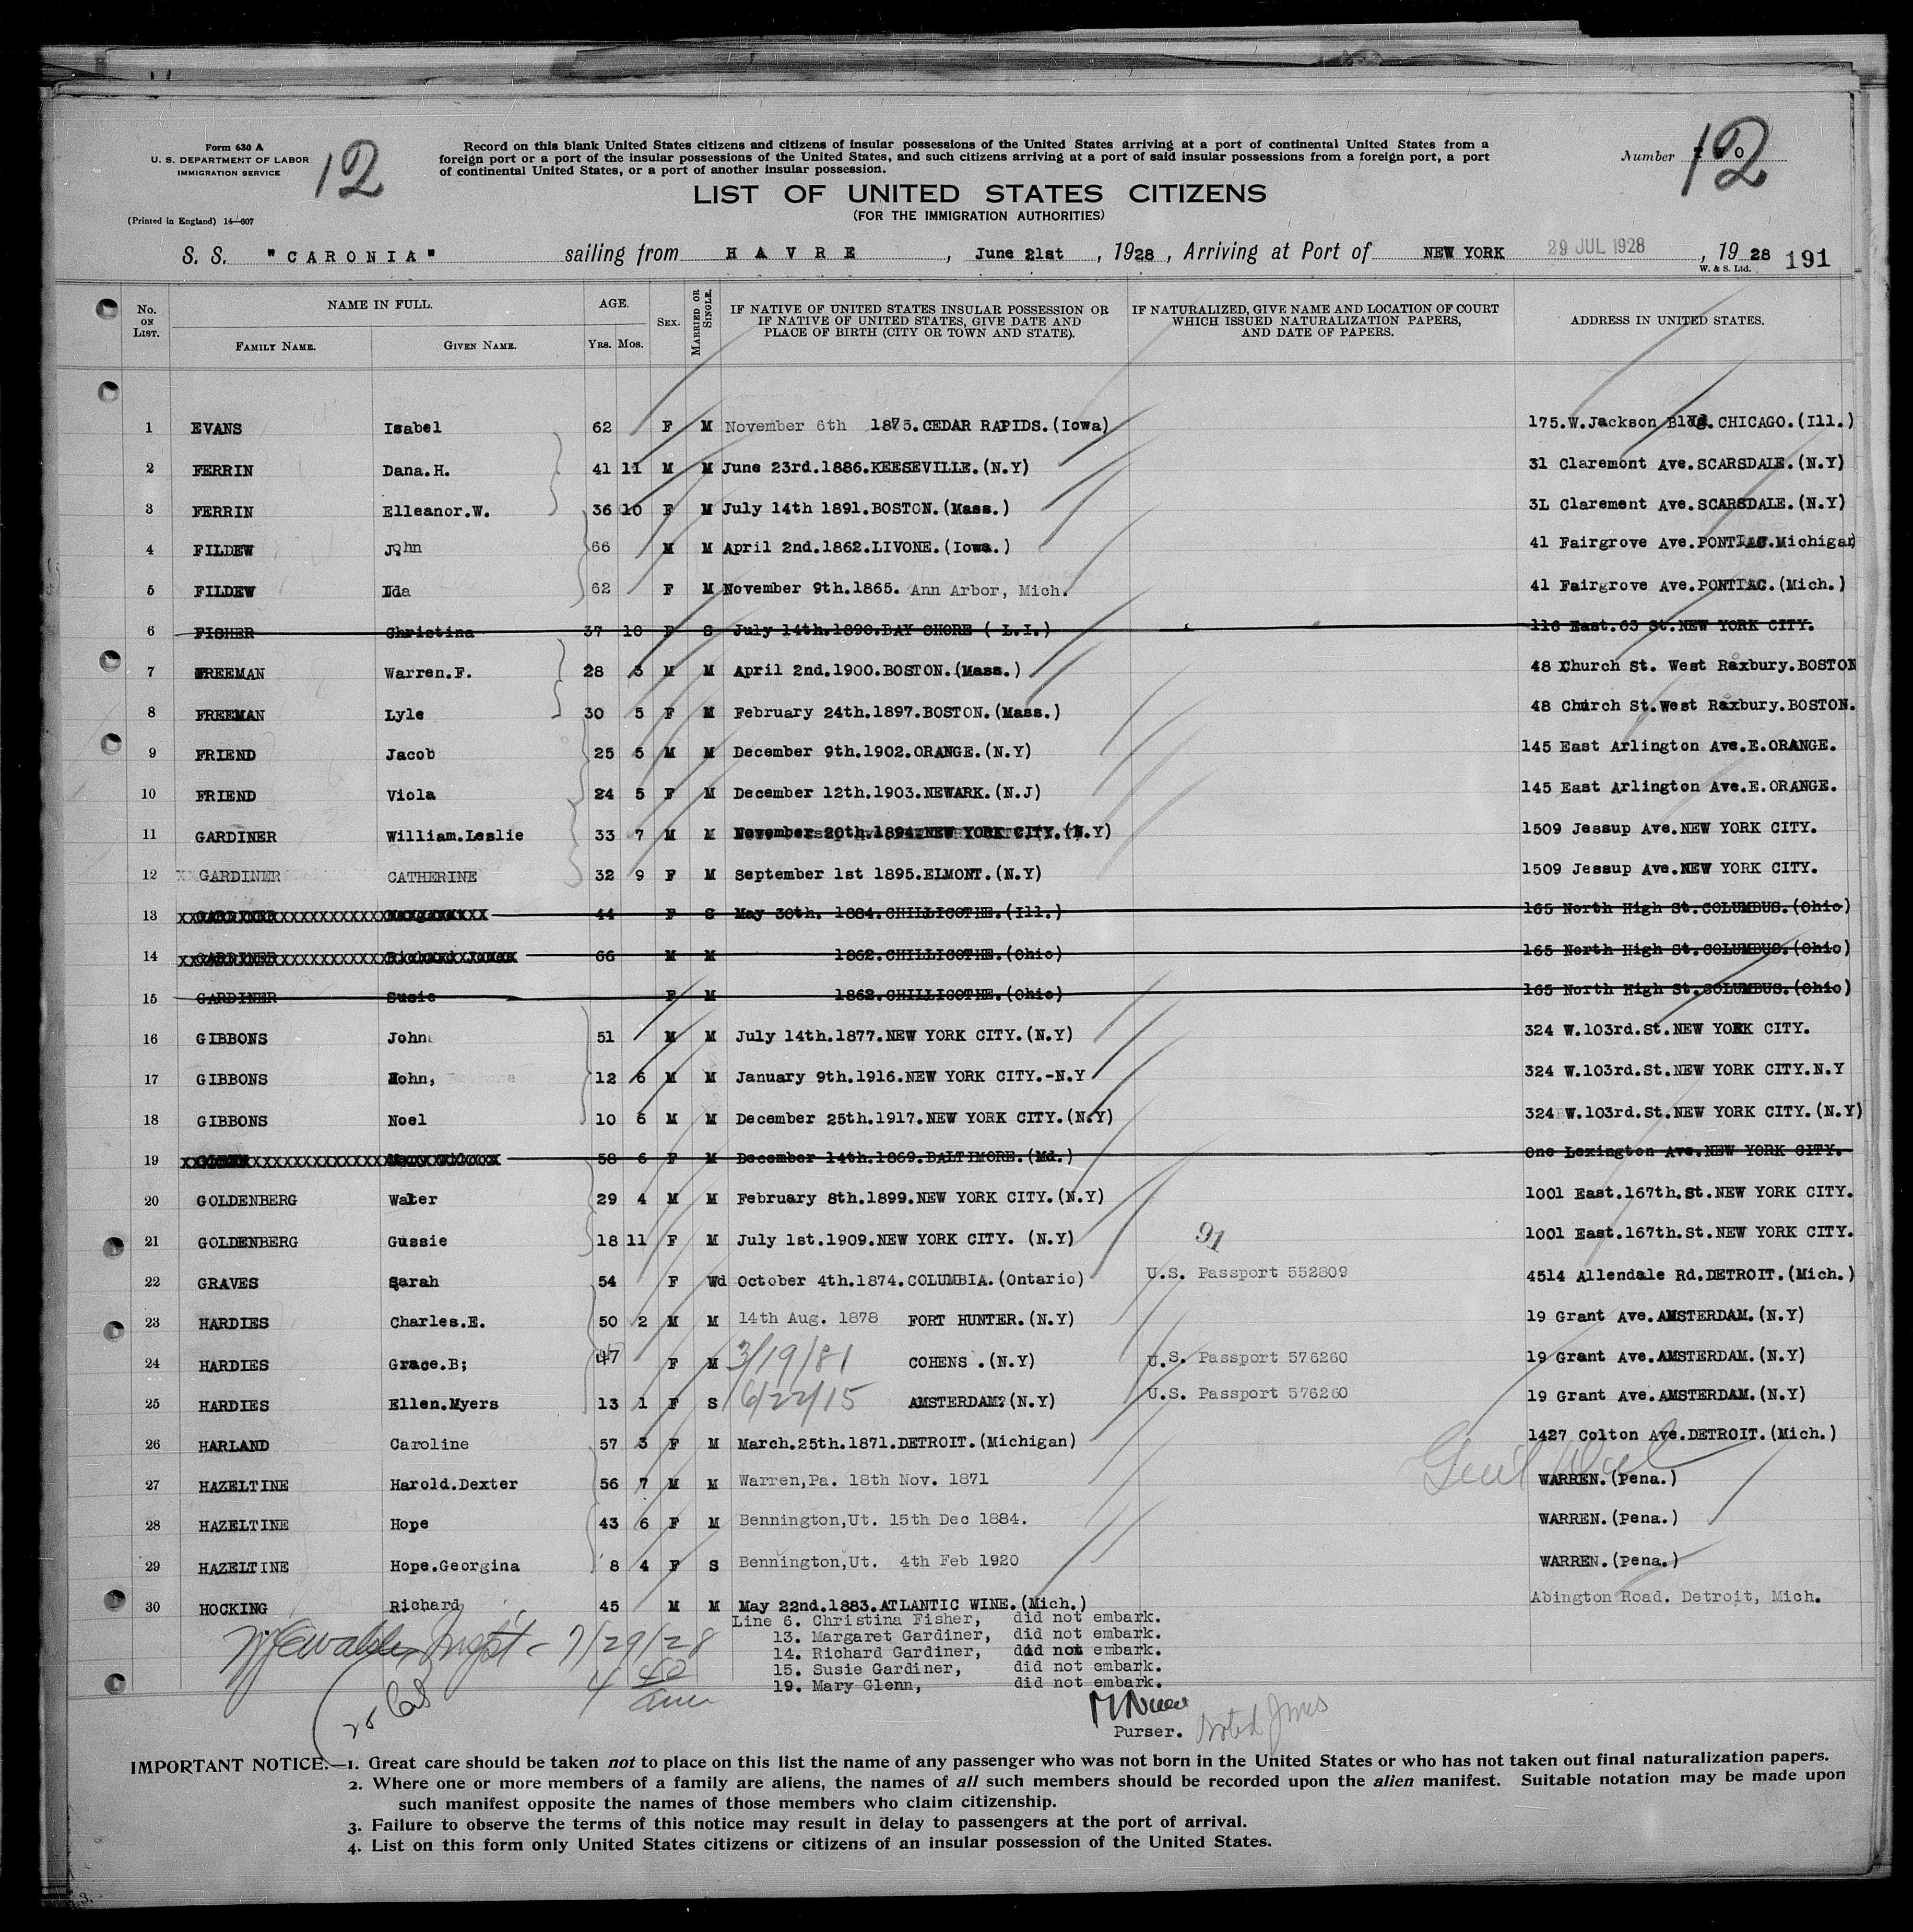 Form 630 A
U. S. DEPARTMENT OF LABOR
IMMIGRATION SERVICE
12
Record on this blank United States citizens and citizens of insular possessions of the United States arriving at a port of continental United States from a
foreign port or a port of the insular possessions of the United States, and such citizens arriving at a port of said insular possessions from a foreign port, a port
of continental United States, or a port of another insular possession.
Number 12
LIST OF UNITED STATES CITIZENS
(FOR THE IMMIGRATION AUTHORITIES)
(Printed in England) 14—607
S. S. "CARONIA" sailing from HAVRE, June 21st, 1928, Arriving at Port of NEW YORK 29 JUL 1928, 1928
W. & S. Ltd. 191
No. ON LIST. NAME IN FULL. AGE. SEX. MARRIED OR SINGLE. IF NATIVE OF UNITED STATES INSULAR POSSESSION OR IF NATIVE OF UNITED STATES, GIVE DATE AND PLACE OF BIRTH (CITY OR TOWN AND STATE). IF NATURALIZED, GIVE NAME AND LOCATION OF COURT WHICH ISSUED NATURALIZATION PAPERS, AND DATE OF PAPERS. ADDRESS IN UNITED STATES.
FAMILY NAME. GIVEN NAME. YRS. MOS.
1 EVANS Isabel 62 F M November 6th 1875.CEDAR RAPIDS.(Iowa) 175.W.Jackson Bldg.CHICAGO.(Ill.)
2 FERRIN Dana.H. 41 11 M M June 23rd.1886.KEESEVILLE.(N.Y) 31 Claremont Ave.SCARSDALE.(N.Y)
3 FERRIN Elleanor.W. 36 10 F M July 14th 1891.BOSTON.(Mass.) 3L Clarement Ave.SCARSDALE.(N.Y)
4 FILDEW John 66 M M April 2nd.1862.LIVONE.(Iowa.) 41 Fairgrove Ave.PONTIAC.Michigan)
5 FILDEW Ida 62 F M November 9th.1865. Ann Arbor, Mich. 41 Fairgrove Ave.PONTIAC.(Mich.)
6 FISHER Christina 37 10 F S July 14th.1890.BAY SHORE ( L.I.) 116 East.63 St.NEW YORK CITY.
7 FREEMAN Warren.F. 28 3 M M April 2nd.1900.BOSTON.(Mass.) 48 Church St. West Roxbury.BOSTON
8 FREEMAN Lyle 30 5 F M February 24th.1897.BOSTON.(Mass.) 48 Church St.West Roxbury.BOSTON.
9 FRIEND Jacob 25 5 M M December 9th.1902.ORANGE.(N.Y) 145 East Arlington Ave.E.ORANGE.
10 FRIEND Viola 24 5 F M December 12th.1903.NEWARK.(N.J) 145 East Arlington Ave.E.ORANGE.
11 GARDINER William.Leslie 33 7 M M November 20th.1894.NEW YORK CITY.(N.Y) 1509 Jessup Ave.NEW YORK CITY.
12 GARDINER CATHERINE 32 9 F M September 1st 1895.ELMONT.(N.Y) 1509 Jessup Ave.NEW YORK CITY.
13 GARDINER 44 F S May 30th. 1884.CHILLICOTHE.(Ill.) 165 North High St.COLUMBUS.(Ohio)
14 GARDINER Richard 66 M M 1862.CHILLICOTHE.(Ohio) 165 North High St.COLUMBUS.(Ohio)
15 GARDINER Susie F M 1862.CHILLICOTHE.(Ohio) 165 North High St.COLUMBUS.(Ohio)
16 GIBBONS John 51 M M July 14th.1877.NEW YORK CITY.(N.Y) 324 W.103rd.St.NEW YORK CITY.
17 GIBBONS John, 12 6 M M January 9th.1916.NEW YORK CITY.-N.Y 324 W.103rd.St.NEW YORK CITY.N.Y
18 GIBBONS Noel 10 6 M M December 25th.1917.NEW YORK CITY.(N.Y) 324 W.103rd.St.NEW YORK CITY.(N.Y)
19 58 6 F M December 14th.1869.BALTIMORE.(Md.) One Lexington Ave.NEW YORK CITY.
20 GOLDENBERG Walter 29 4 M M February 8th.1899.NEW YORK CITY.(N.Y) 1001 East.167th.St.NEW YORK CITY.
21 GOLDENBERG Gussie 18 11 F M July 1st.1909.NEW YORK CITY. (N.Y) 91 1001 East.167th.St.NEW YORK CITY.
22 GRAVES Sarah 54 F Wd October 4th.1874.COLUMBIA.(Ontario) U.S. Passport 552809 4514 Allendale Rd.DETROIT.(Mich.)
23 HARDIES Charles.E. 50 2 M M 14th Aug. 1878 FORT HUNTER.(N.Y) 19 Grant Ave.AMSTERDAM.(N.Y)
24 HARDIES Grace.B; 47 F M 3/19/81 COHENS .(N.Y) U.S. Passport 576260 19 Grant Ave.AMSTERDAM.(N.Y)
25 HARDIES Ellen.Myers 13 1 F S 6/22/15 AMSTERDAM?(N.Y) U.S. Passport 576260 19 Grant Ave.AMSTERDAM.(N.Y)
26 HARLAND Caroline 57 3 F M March.25th.1871.DETROIT.(Michigan) 1427 Colton Ave.DETROIT.(Mich.)
27 HAZELTINE Harold.Dexter 56 7 M M Warren,Pa. 18th Nov. 1871 WARREN.(Pena.)
28 HAZELTINE Hope 43 6 F M Bennington,Ut. 15th Dec 1884. WARREN.(Pena.)
29 HAZELTINE Hope.Georgina 8 4 F S Bennington,Ut. 4th Feb 1920 WARREN.(Pena.)
30 HOCKING Richard 45 M M May 22nd.1883.ATLANTIC WINE.(Mich.) Abington Road. Detroit, Mich.
Line 6. Christina Fisher, did not embark.
13. Margaret Gardiner, did not embark.
14. Richard Gardiner, did not embark.
15. Susie Gardiner, did not embark.
19. Mary Glenn, did not embark.
7/29/28
Purser.
IMPORTANT NOTICE.—1. Great care should be taken not to place on this list the name of any passenger who was not born in the United States or who has not taken out final naturalization papers.
2. Where one or more members of a family are aliens, the names of all such members should be recorded upon the alien manifest. Suitable notation may be made upon
such manifest opposite the names of those members who claim citizenship.
3. Failure to observe the terms of this notice may result in delay to passengers at the port of arrival.
4. List on this form only United States citizens or citizens of an insular possession of the United States.